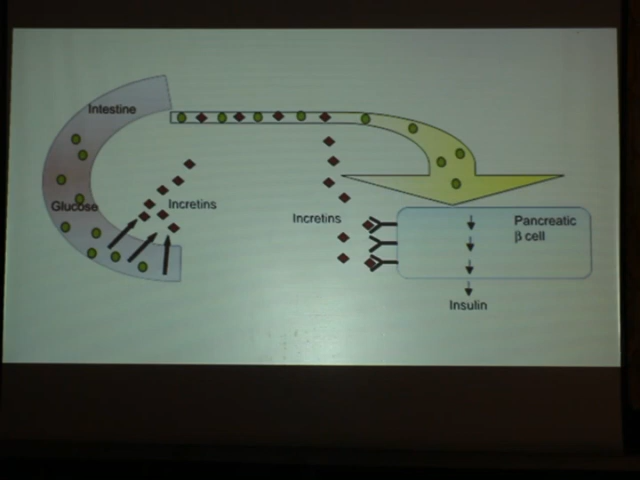 Intestine
Glucose
Incretins
Incretins
Pancreatic
β cell
Insulin